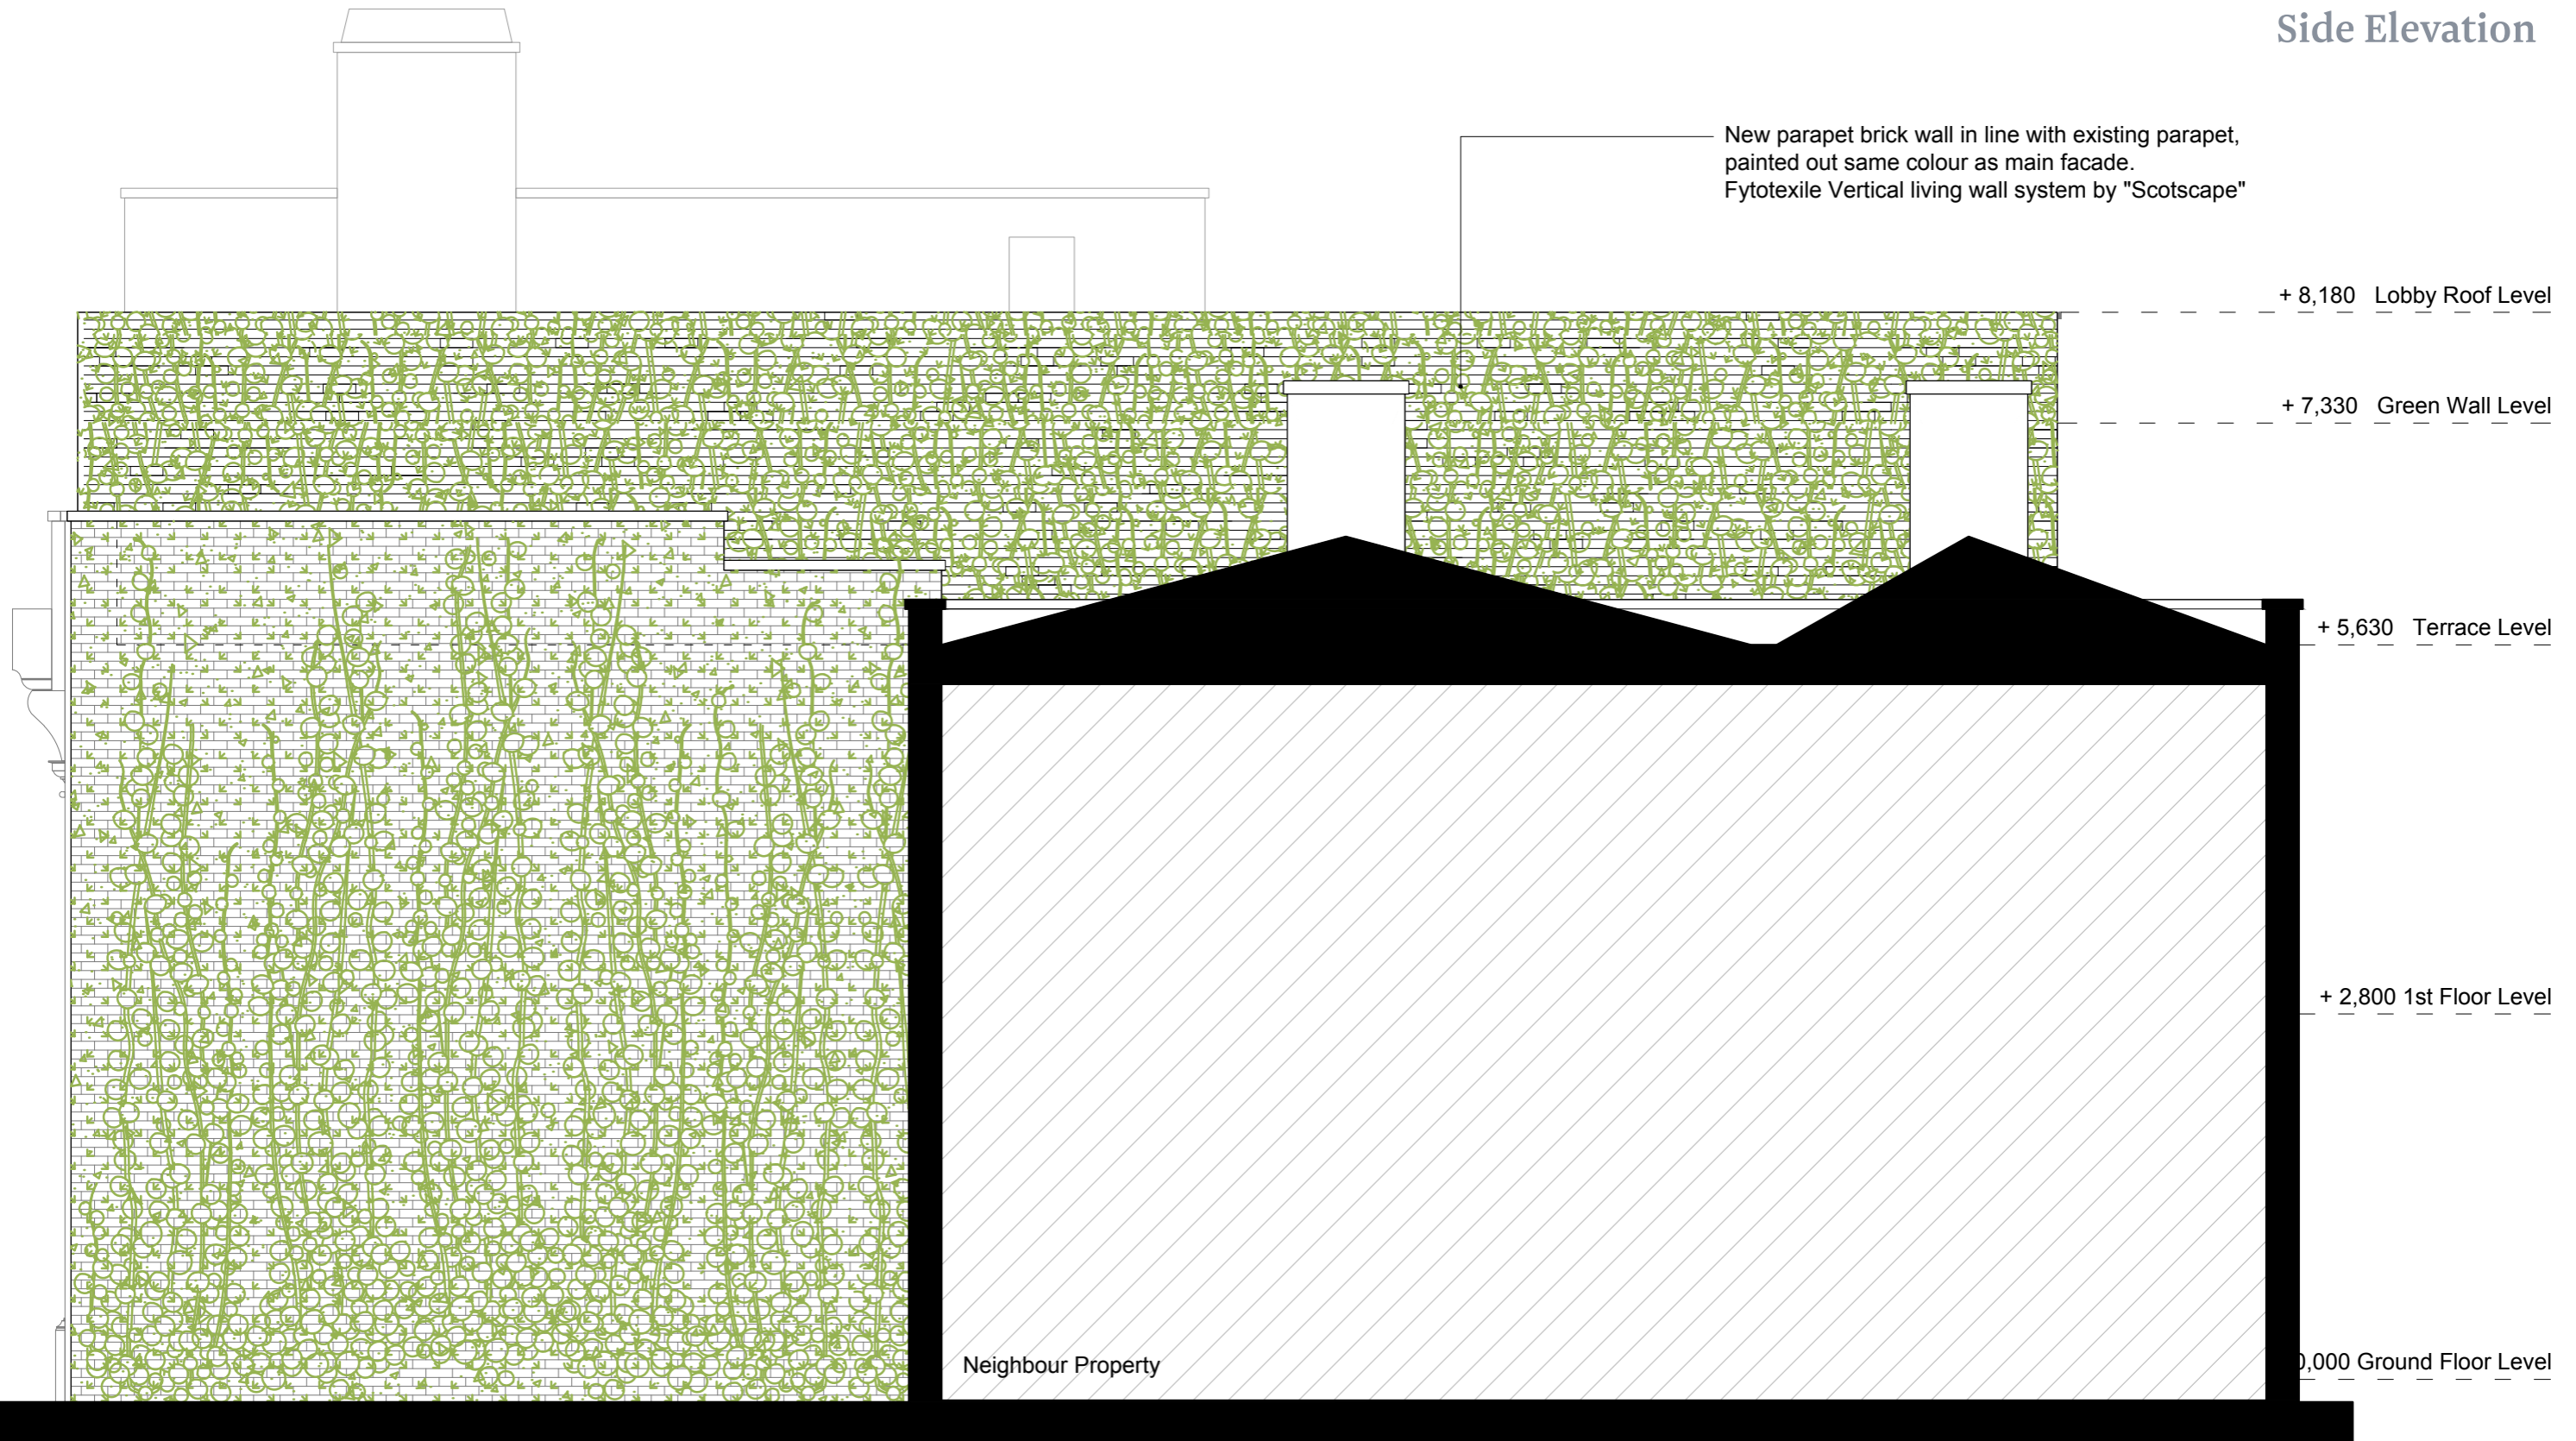 Side Elevation
New parapet brick wall in line with existing parapet,
painted out same colour as main facade.
Fytotexile Vertical living wall system by "Scotscape"
+ 8,180 Lobby Roof Level
+ 7,330 Green Wall Level
+ 5,630 Terrace Level
+ 2,800 1st Floor Level
Neighbour Property
0,000 Ground Floor Level